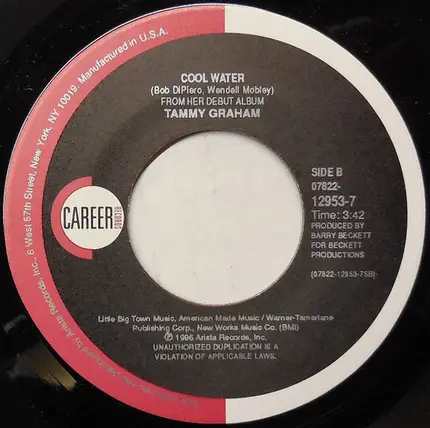 COOL WATER
(Bob DiPiero, Wendell Mobley)
FROM HER DEBUT ALBUM
TAMMY GRAHAM
SIDE B
07822-
12953-7
Time: 3:42
PRODUCED BY
BARRY BECKETT
FOR BECKETT
PRODUCTIONS
(07822-12953-7SB)
CAREER
RECORDS
Little Big Town Music, American Made Music / Warner-Tamerlane
Publishing Corp., New Works Music Co. (BMI)
℗ 1996 Arista Records, Inc.
UNAUTHORIZED DUPLICATION IS A
VIOLATION OF APPLICABLE LAWS.
Arista Records, Inc., 6 West 57th Street, New York, NY 10019. Manufactured in U.S.A.